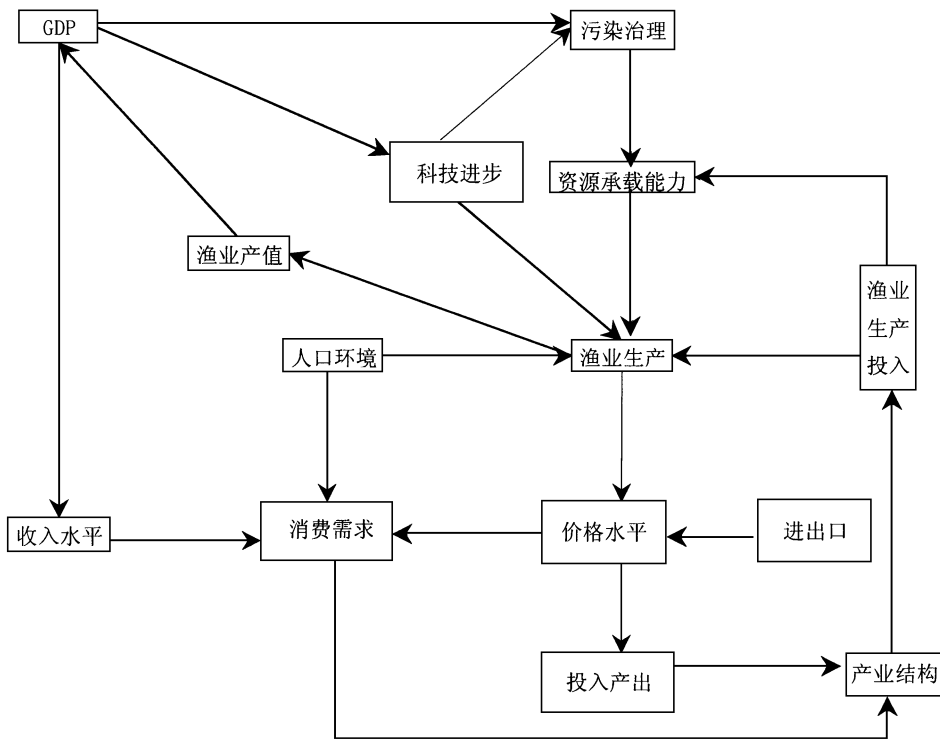 GDP
污染治理
科技进步
资源承载能力
渔业产值
渔业
生产
投入
人口环境
渔业生产
收入水平
消费需求
价格水平
进出口
投入产出
产业结构